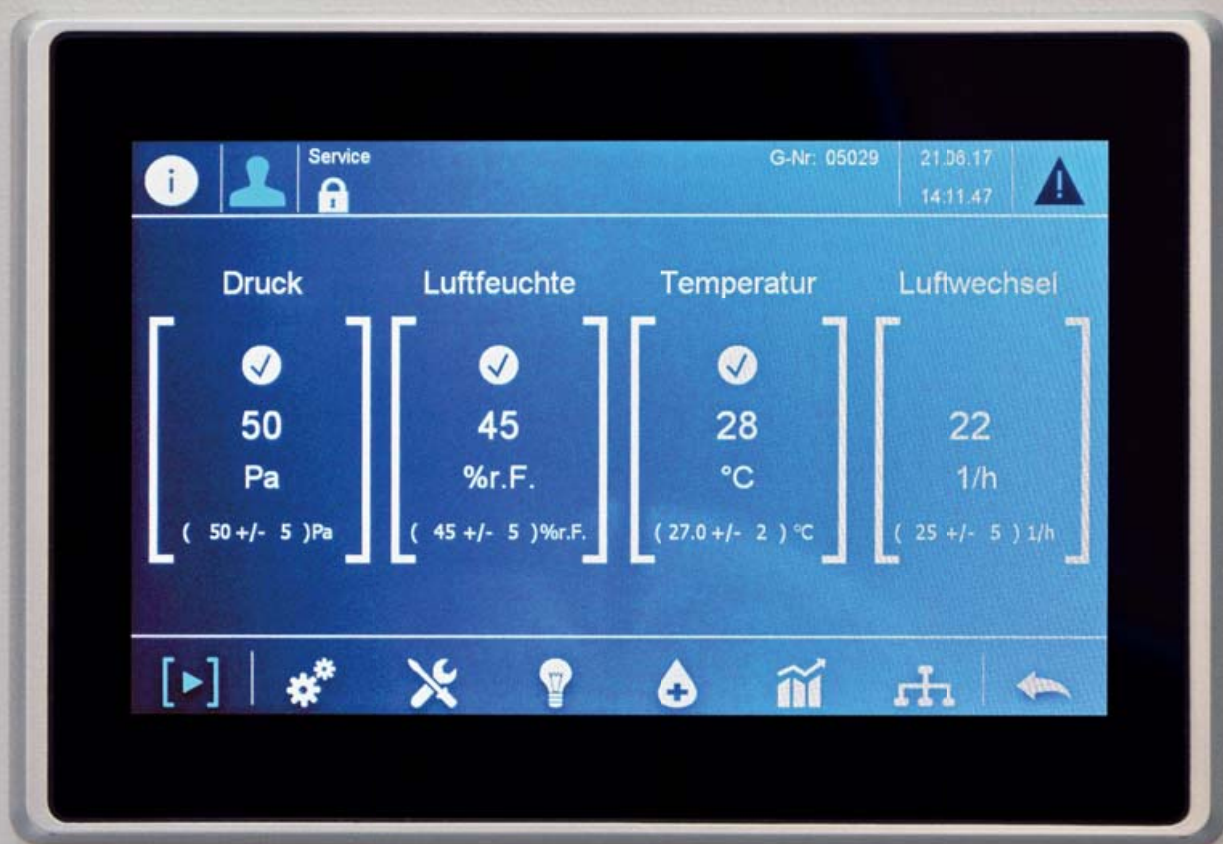 Service
G-Nr: 05029
21.06.17
14:11.47
Druck
50
Pa
( 50 +/- 5 )Pa
Luftfeuchte
45
%r.F.
( 45 +/- 5 )%r.F.
Temperatur
28
°C
( 27.0 +/- 2 ) °C
Luftwechsel
22
1/h
( 25 +/- 5 ) 1/h